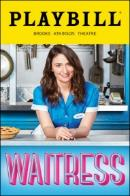 PLAYBILL
BROOKS ATKINSON THEATRE
WAITRESS